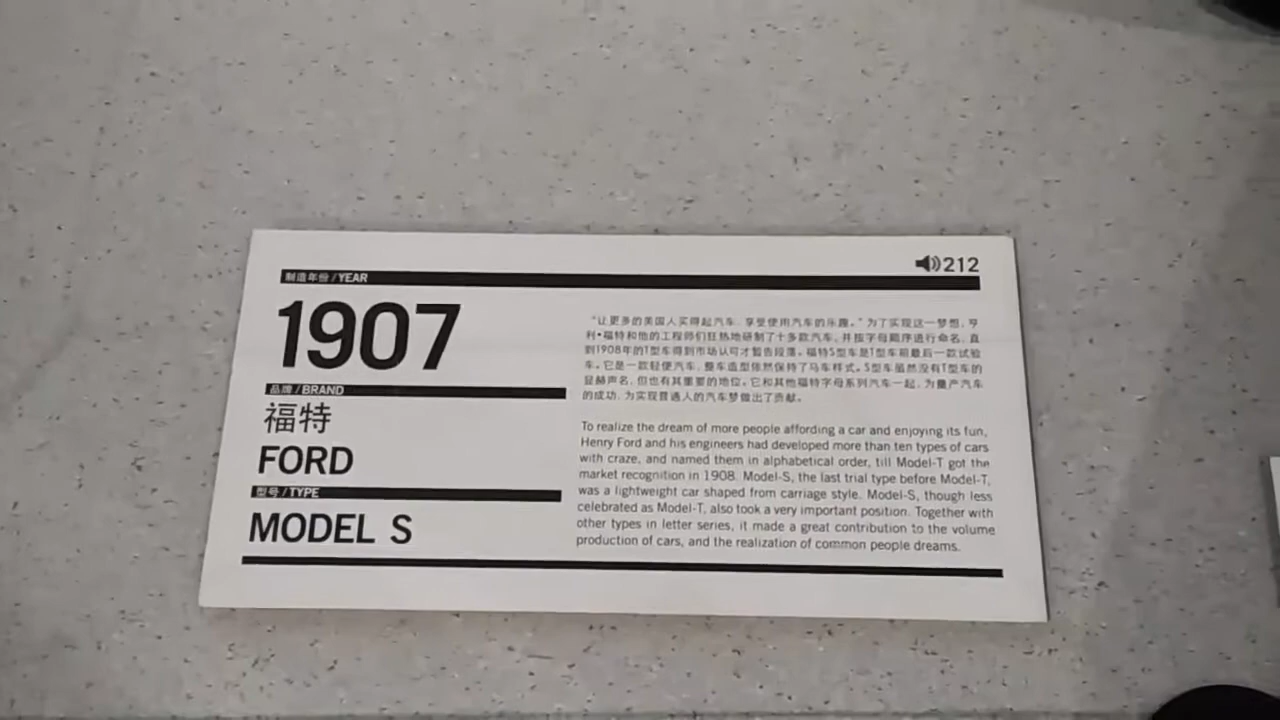 212
制造年份/YEAR
1907
品牌/BRAND
福特
FORD
型号/TYPE
MODEL S
“让更多的美国人买得起汽车，享受使用汽车的乐趣。”为了实现这一梦想，亨
利•福特和他的工程师们狂热地研制了十多款汽车，并按字母顺序进行命名，直
到1908年的T型车得到市场认可才暂告段落。福特S型车是T型车前最后一款试验
车。它是一款轻便汽车，整车造型依然保持了马车样式。S型车虽然没有T型车的
显赫声名，但也有其重要的地位。它和其他福特字母系列汽车一起，为量产汽车
的成功，为实现普通人的汽车梦做出了贡献。
To realize the dream of more people affording a car and enjoying its fun,
Henry Ford and his engineers had developed more than ten types of cars
with craze, and named them in alphabetical order, till Model-T got the
market recognition in 1908. Model-S, the last trial type before Model-T,
was a lightweight car shaped from carriage style. Model-S, though less
celebrated as Model-T, also took a very important position. Together with
other types in letter series, it made a great contribution to the volume
production of cars, and the realization of common people dreams.